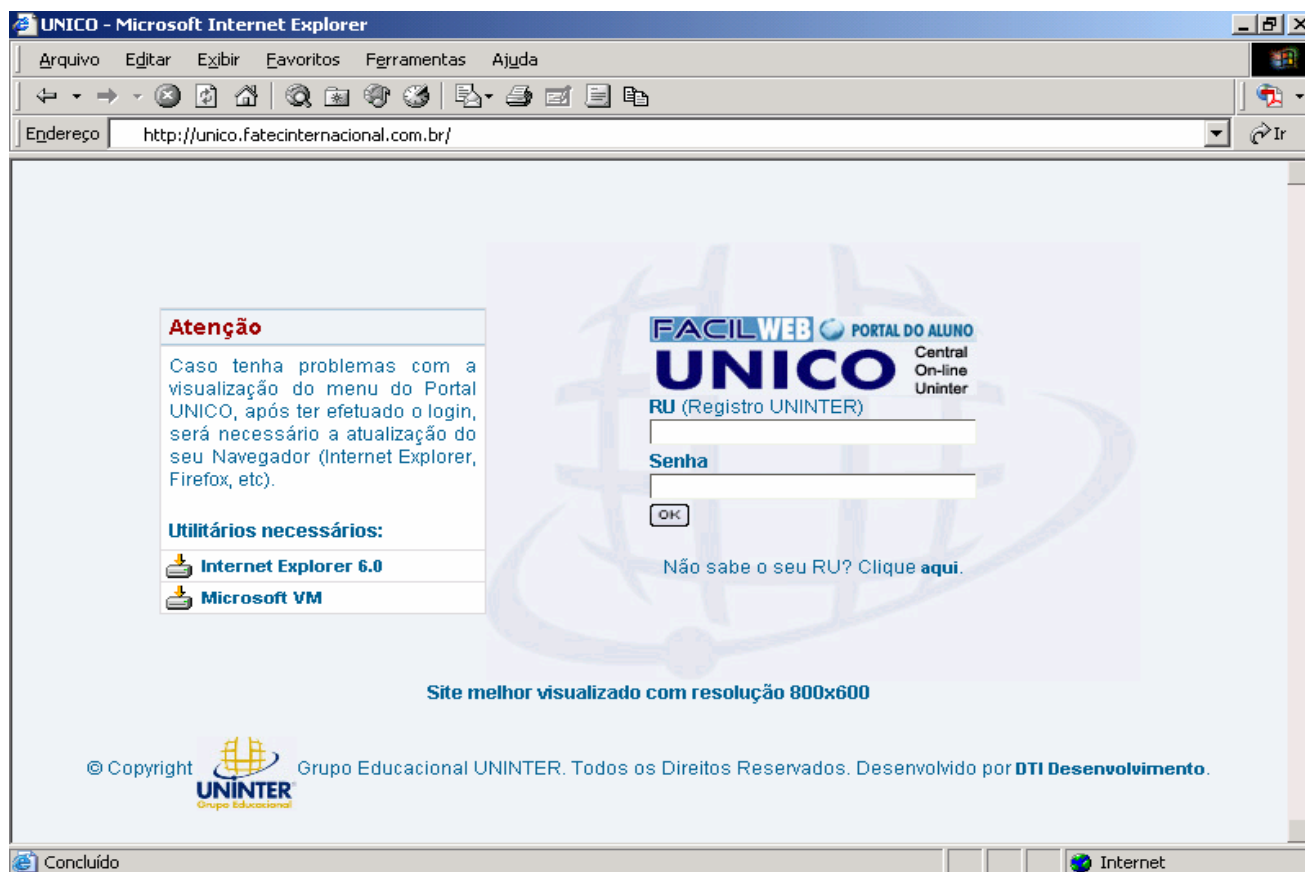 UNICO - Microsoft Internet Explorer
Arquivo Editar Exibir Favoritos Ferramentas Ajuda
Endereço http://unico.fatecinternacional.com.br/ Ir
Atenção
Caso tenha problemas com a
visualização do menu do Portal
UNICO, após ter efetuado o login,
será necessário a atualização do
seu Navegador (Internet Explorer,
Firefox, etc).
Utilitários necessários:
Internet Explorer 6.0
Microsoft VM
FACIL WEB PORTAL DO ALUNO
UNICO Central
On-line
Uninter
RU (Registro UNINTER)
Senha
OK
Não sabe o seu RU? Clique aqui.
Site melhor visualizado com resolução 800x600
© Copyright UNINTER Grupo Educacional Grupo Educacional UNINTER. Todos os Direitos Reservados. Desenvolvido por DTI Desenvolvimento.
Concluído Internet